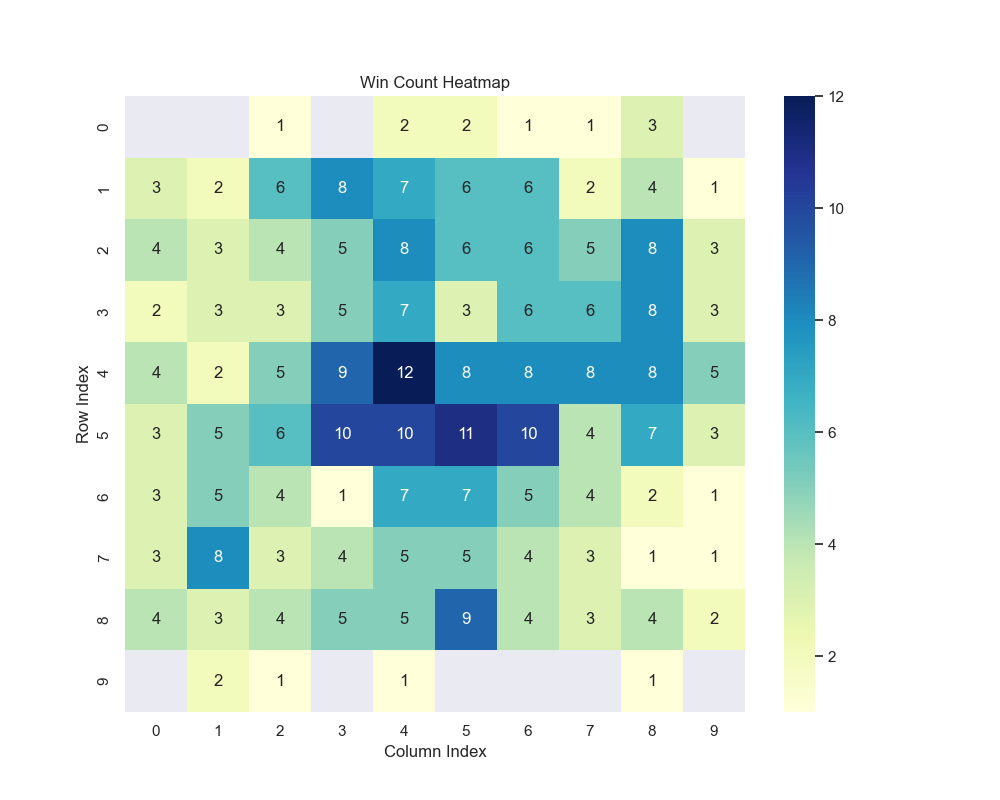 Win Count Heatmap
0 1 2 2 1 1 3
1 3 2 6 8 7 6 6 2 4 1
2 4 3 4 5 8 6 6 5 8 3
3 2 3 3 5 7 3 6 6 8 3
4 4 2 5 9 12 8 8 8 8 5
5 3 5 6 10 10 11 10 4 7 3
6 3 5 4 1 7 7 5 4 2 1
7 3 8 3 4 5 5 4 3 1 1
8 4 3 4 5 5 9 4 3 4 2
9 2 1 1 1
0 1 2 3 4 5 6 7 8 9
Column Index
Row Index
12
10
8
6
4
2